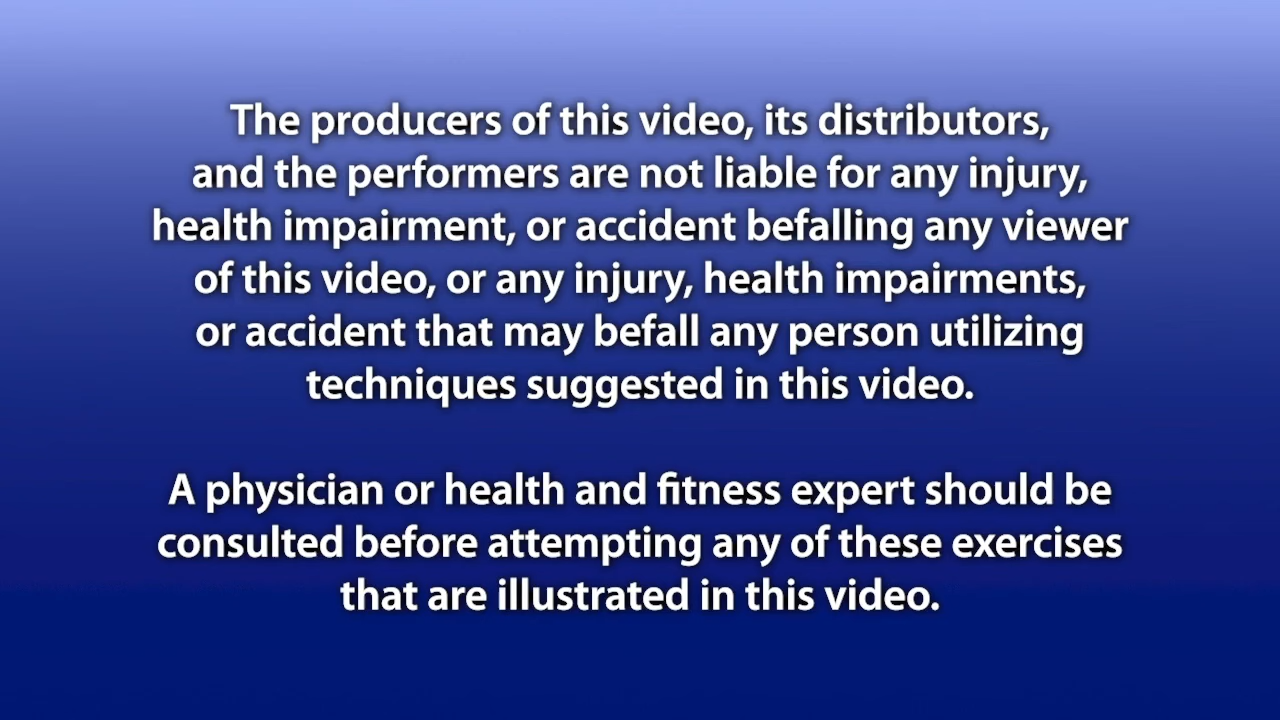 The producers of this video, its distributors,
and the performers are not liable for any injury,
health impairment, or accident befalling any viewer
of this video, or any injury, health impairments,
or accident that may befall any person utilizing
techniques suggested in this video.
A physician or health and fitness expert should be
consulted before attempting any of these exercises
that are illustrated in this video.